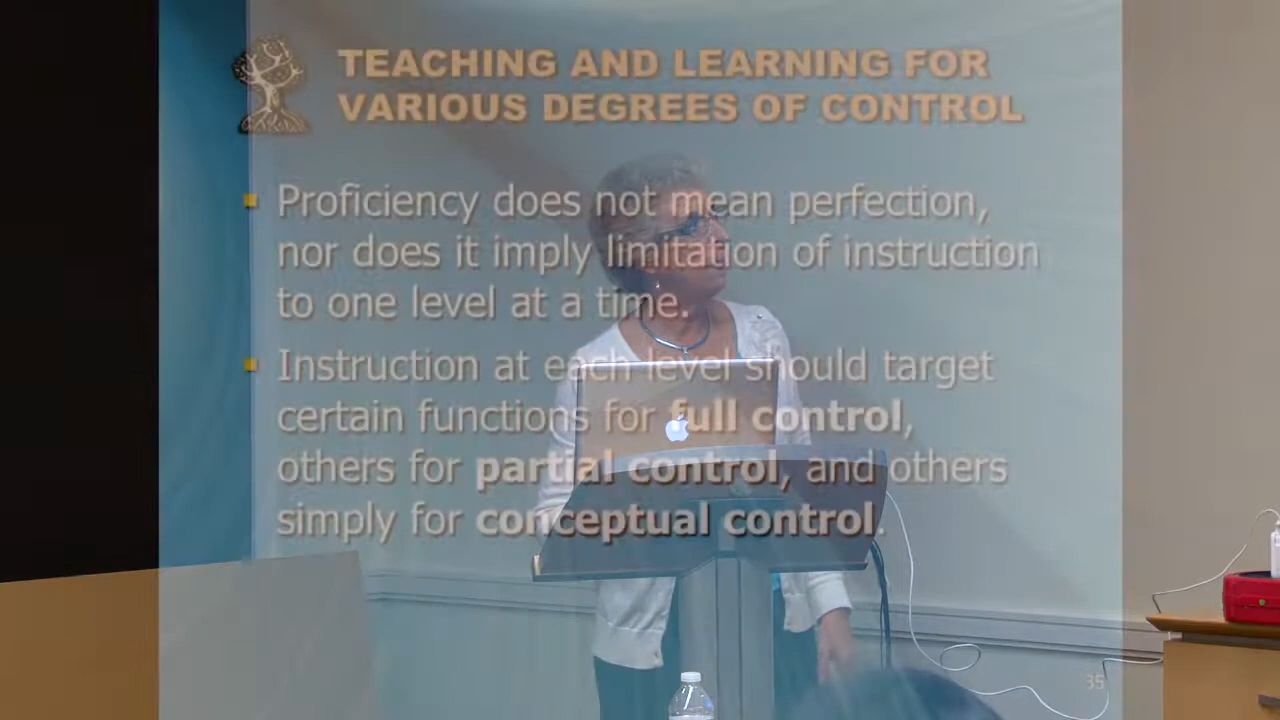 TEACHING AND LEARNING FOR
VARIOUS DEGREES OF CONTROL
Proficiency does not mean perfection,
nor does it imply limitation of instruction
to one level at a time.
Instruction at each level should target
certain functions for full control,
others for partial control, and others
simply for conceptual control.
35